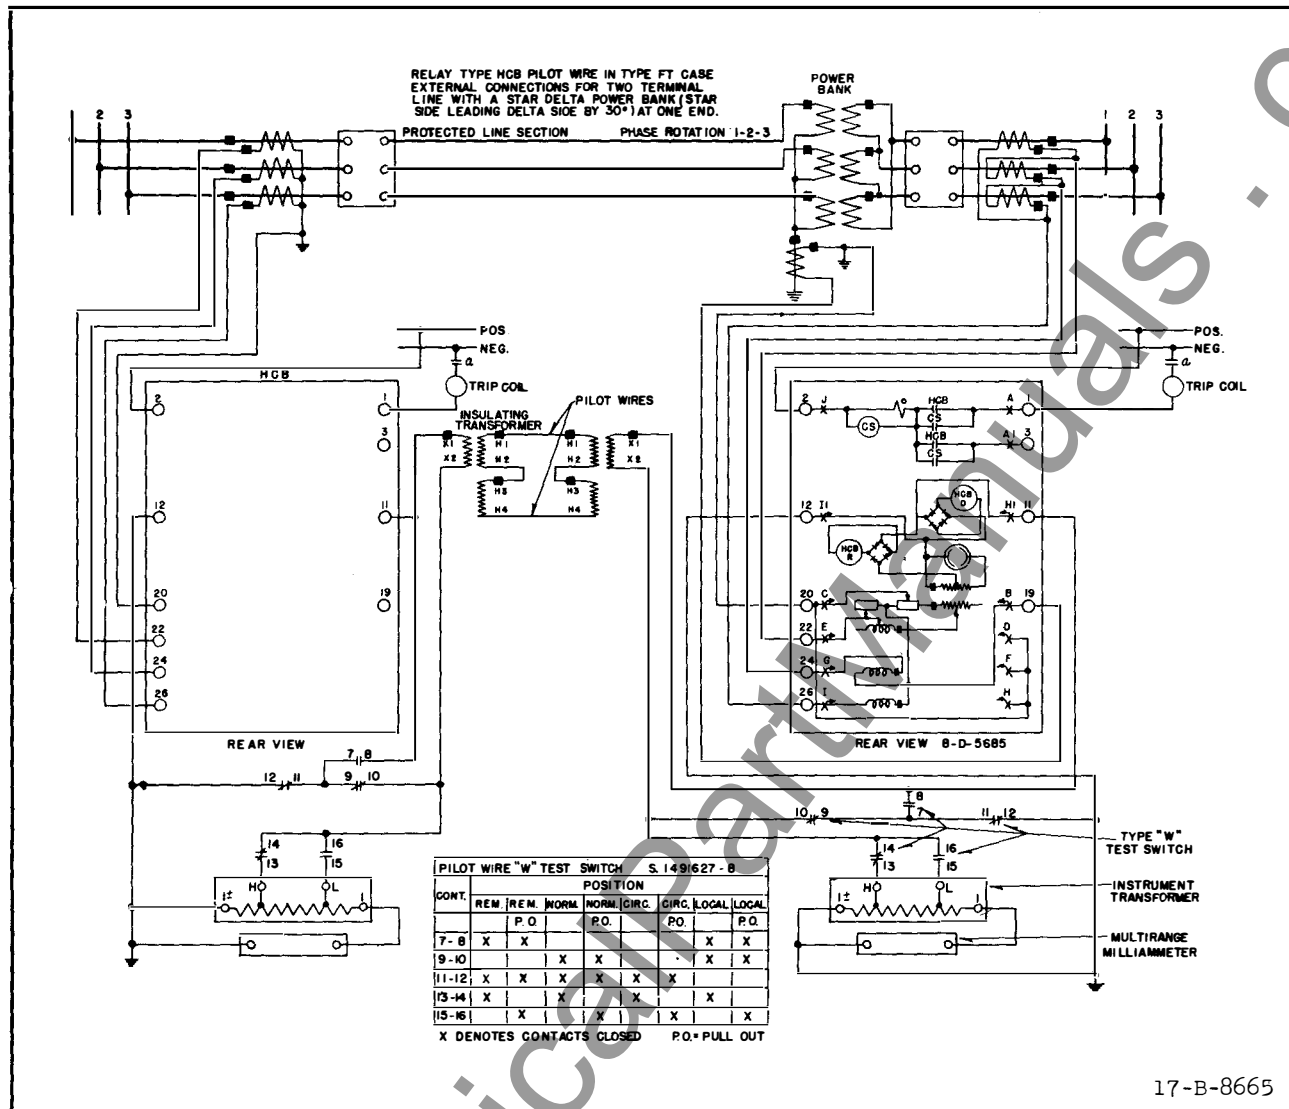 RELAY TYPE HCB PILOT WIRE IN TYPE FT CASE
EXTERNAL CONNECTIONS FOR TWO TERMINAL
LINE WITH A STAR DELTA POWER BANK (STAR
SIDE LEADING DELTA SIDE BY 30°) AT ONE END.
PROTECTED LINE SECTION PHASE ROTATION 1-2-3
POWER
BANK
2 3
1 2 3
POS.
NEG.
a
TRIP COIL
POS.
NEG.
a
TRIP COIL
HCB
2
1
3
12
11
20
19
22
24
26
REAR VIEW
INSULATING
TRANSFORMER
PILOT WIRES
X1 H1 H1 X1
X2 H2 H2 X2
H3 H3
H4 H4
2 J HCB A 1
CS CS
HCB A1 3
CS
12 I1 HCB O H1 11
HCB R
20 C B 19
22 E D
24 G F
26 I H
REAR VIEW 8-D-5685
7 8
12 11 9 10
14 16
13 15
H L
1± 1
8
10 9 7 11 12
14 16
13 15
H L
1± 1
TYPE "W"
TEST SWITCH
INSTRUMENT
TRANSFORMER
MULTIRANGE
MILLIAMMETER
PILOT WIRE "W" TEST SWITCH S. 1491627 - 8
CONT. POSITION
REM. REM. NORM. NORM. CIRC. CIRC. LOCAL LOCAL
P.O. P.O. P.O. P.O.
7-8 X X X X
9-10 X X X X
11-12 X X X X X X
13-14 X X X X
15-16 X X X X
X DENOTES CONTACTS CLOSED P.O.= PULL OUT
17-B-8665
icalPartManuals . c